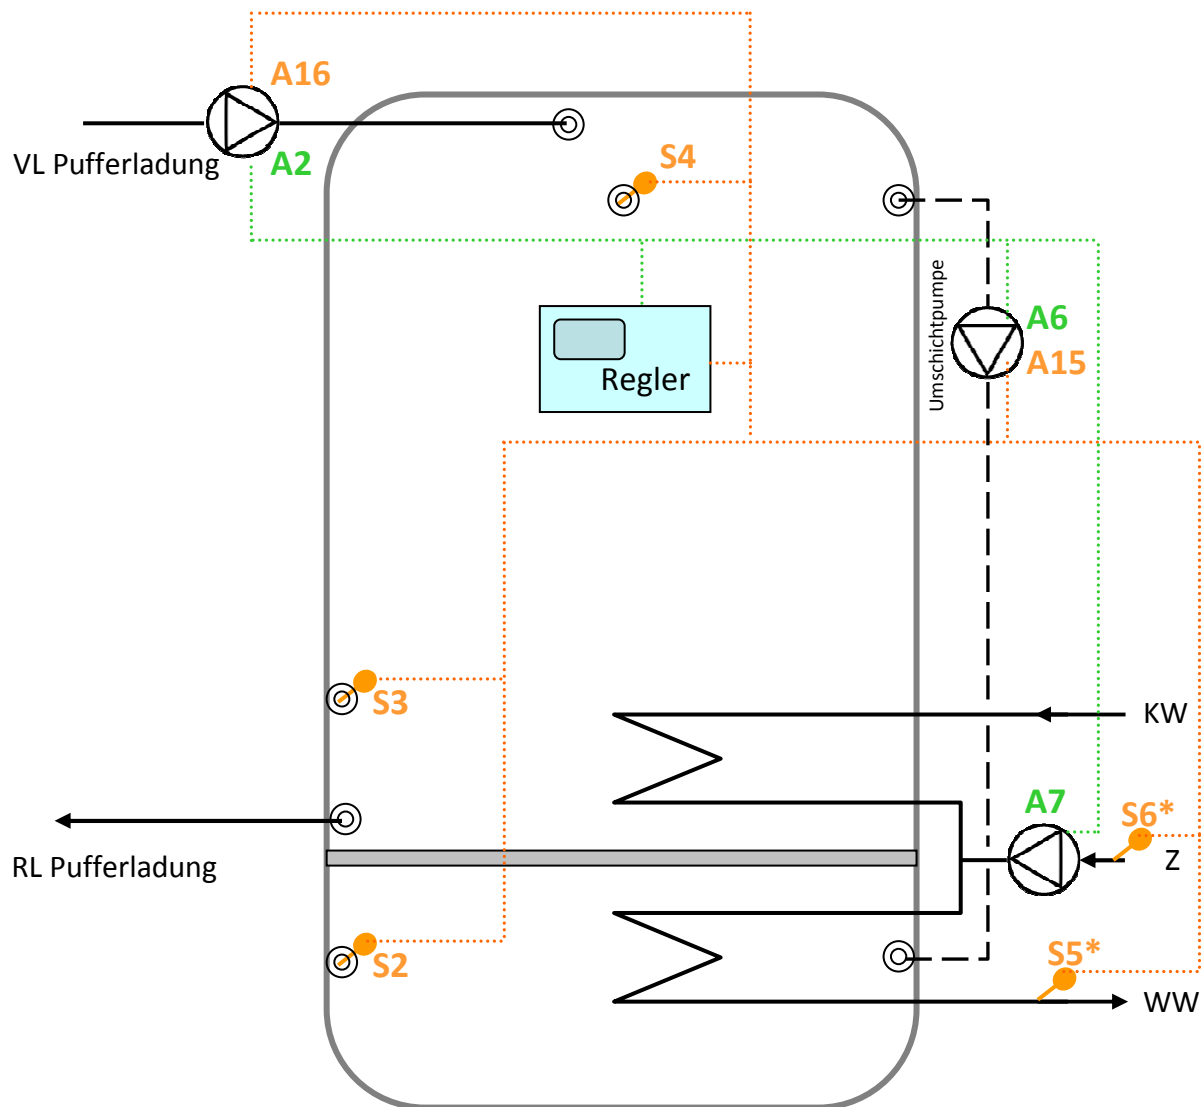 A16
VL Pufferladung
A2
S4
Umschichtpumpe
A6
A15
Regler
S3
KW
A7
S6*
Z
RL Pufferladung
S2
S5*
WW